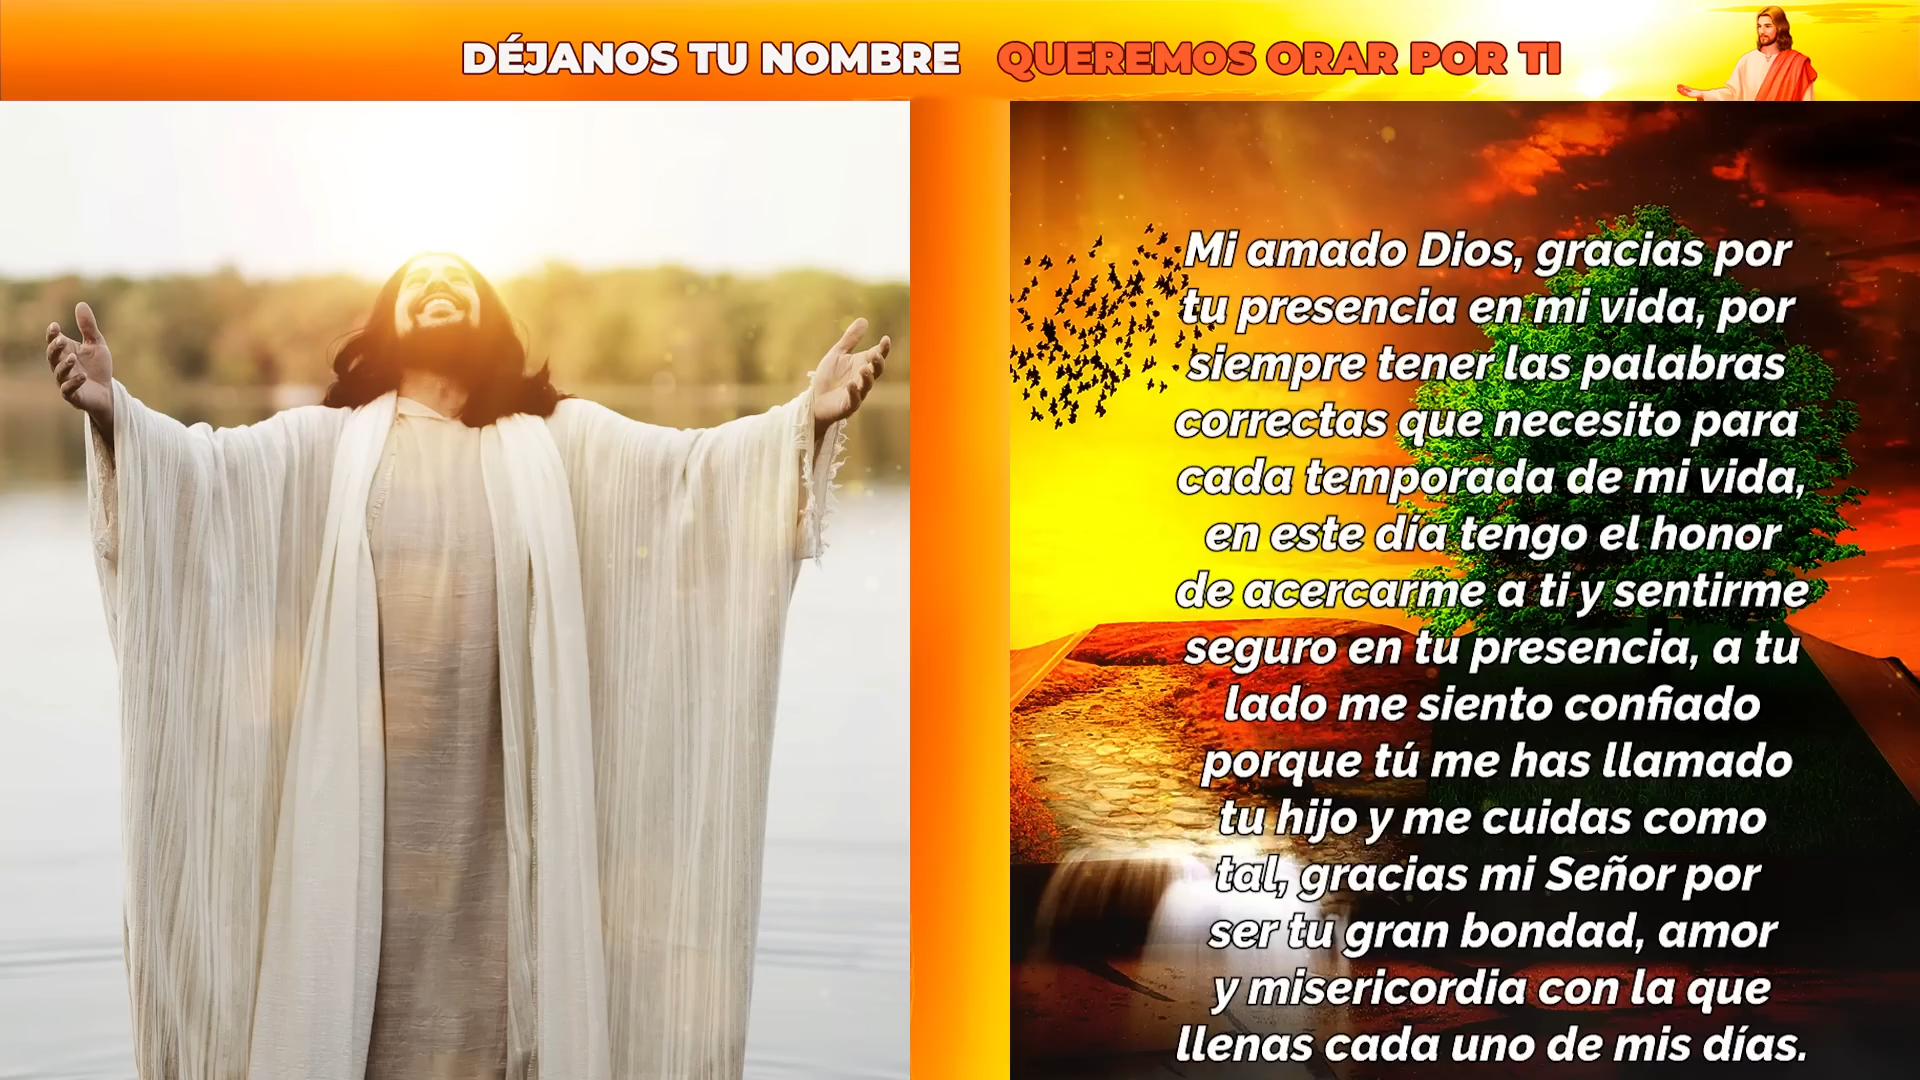 DÉJANOS TU NOMBRE QUEREMOS ORAR POR TI
Mi amado Dios, gracias por
tu presencia en mi vida, por
siempre tener las palabras
correctas que necesito para
cada temporada de mi vida,
en este día tengo el honor
de acercarme a ti y sentirme
seguro en tu presencia, a tu
lado me siento confiado
porque tú me has llamado
tu hijo y me cuidas como
tal, gracias mi Señor por
ser tu gran bondad, amor
y misericordia con la que
llenas cada uno de mis días.